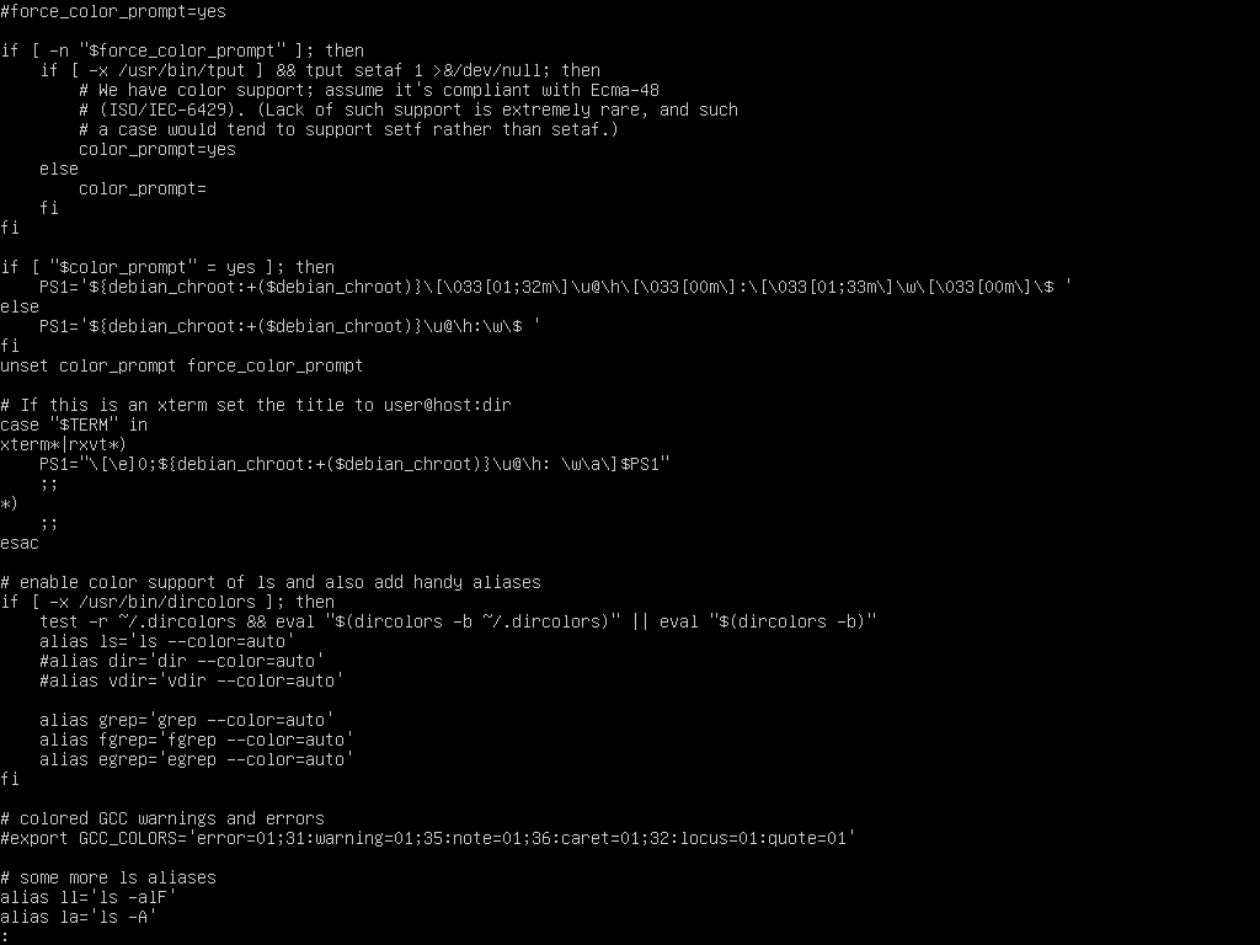 #force_color_prompt=yes

if [ -n "$force_color_prompt" ]; then
    if [ -x /usr/bin/tput ] && tput setaf 1 >&/dev/null; then
        # We have color support; assume it's compliant with Ecma-48
        # (ISO/IEC-6429). (Lack of such support is extremely rare, and such
        # a case would tend to support setf rather than setaf.)
        color_prompt=yes
    else
        color_prompt=
    fi
fi

if [ "$color_prompt" = yes ]; then
    PS1='${debian_chroot:+($debian_chroot)}\[\033[01;32m\]\u@\h\[\033[00m\]:\[\033[01;33m\]\w\[\033[00m\]\$ '
else
    PS1='${debian_chroot:+($debian_chroot)}\u@\h:\w\$ '
fi
unset color_prompt force_color_prompt

# If this is an xterm set the title to user@host:dir
case "$TERM" in
xterm*|rxvt*)
    PS1="\[\e]0;${debian_chroot:+($debian_chroot)}\u@\h: \w\a\]$PS1"
    ;;
*)
    ;;
esac

# enable color support of ls and also add handy aliases
if [ -x /usr/bin/dircolors ]; then
    test -r ~/.dircolors && eval "$(dircolors -b ~/.dircolors)" || eval "$(dircolors -b)"
    alias ls='ls --color=auto'
    #alias dir='dir --color=auto'
    #alias vdir='vdir --color=auto'

    alias grep='grep --color=auto'
    alias fgrep='fgrep --color=auto'
    alias egrep='egrep --color=auto'
fi

# colored GCC warnings and errors
#export GCC_COLORS='error=01;31:warning=01;35:note=01;36:caret=01;32:locus=01:quote=01'

# some more ls aliases
alias ll='ls -alF'
alias la='ls -A'
: